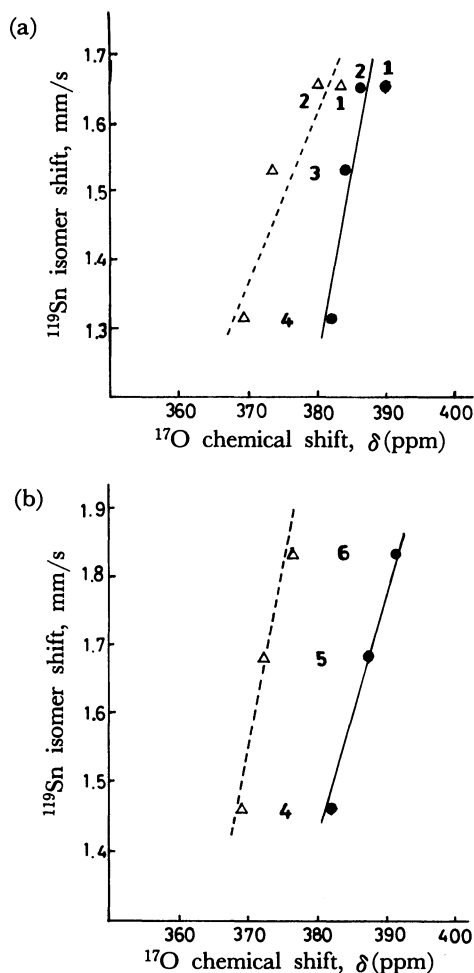 (a)
¹¹⁹Sn isomer shift, mm/s
1.7
1.6
1.5
1.4
1.3
2 1 2 1
3
4
360 370 380 390 400
¹⁷O chemical shift, δ(ppm)
(b)
¹¹⁹Sn isomer shift, mm/s
1.9
1.8
1.7
1.6
1.5
1.4
6
5
4
360 370 380 390 400
¹⁷O chemical shift, δ(ppm)